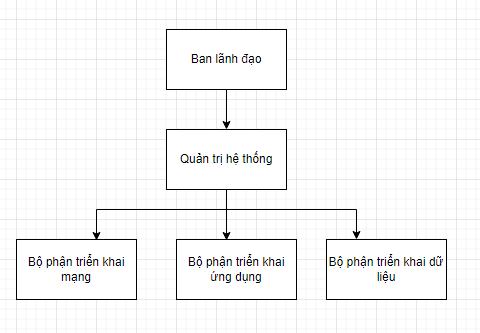 Ban lãnh đạo
Quản trị hệ thống
Bộ phận triển khai
mạng
Bộ phận triển khai
ứng dụng
Bộ phận triển khai dữ
liệu